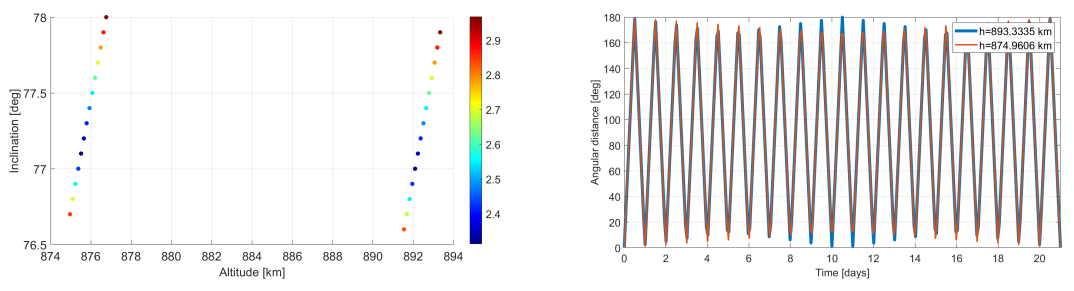 78
77.5
77
76.5
Inclination [deg]
874 876 878 880 882 884 886 888 890 892 894
Altitude [km]
2.9
2.8
2.7
2.6
2.5
2.4
180
160
140
120
100
80
60
40
20
0
Angular distance [deg]
h=893.3335 km
h=874.9606 km
0 2 4 6 8 10 12 14 16 18 20
Time [days]